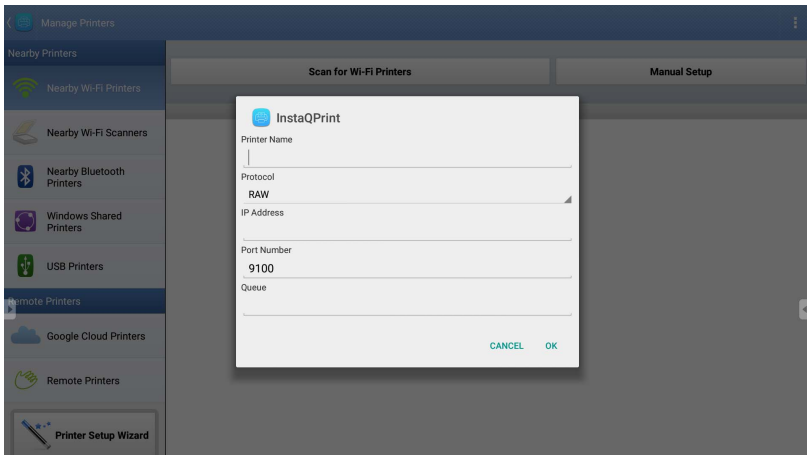 Manage Printers
Nearby Printers
Nearby Wi-Fi Printers
Nearby Wi-Fi Scanners
Nearby Bluetooth
Printers
Windows Shared
Printers
USB Printers
Remote Printers
Google Cloud Printers
Remote Printers
Printer Setup Wizard
Scan for Wi-Fi Printers
Manual Setup
InstaQPrint
Printer Name
Protocol
RAW
IP Address
Port Number
9100
Queue
CANCEL OK